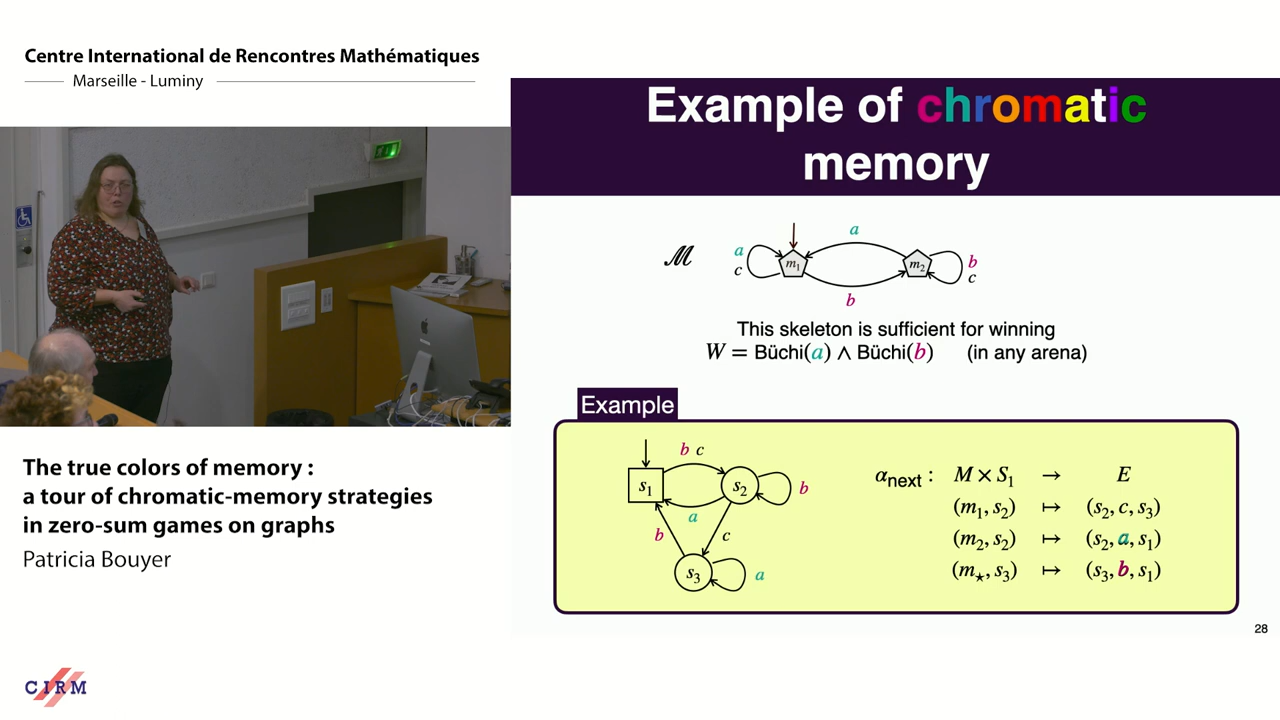 Centre International de Rencontres Mathématiques
Marseille - Luminy
The true colors of memory :
a tour of chromatic-memory strategies
in zero-sum games on graphs
Patricia Bouyer
CIRM
Example of chromatic
memory
ℳ
a
c
m₁
a
b
m₂
b
c
This skeleton is sufficient for winning
W = Büchi(a) ∧ Büchi(b) (in any arena)
Example
b c
s₁
s₂
b
a
b
c
s₃
a
αnext : M × S₁ → E
(m₁, s₂) ↦ (s₂, c, s₃)
(m₂, s₂) ↦ (s₂, a, s₁)
(m⋆, s₃) ↦ (s₃, b, s₁)
28